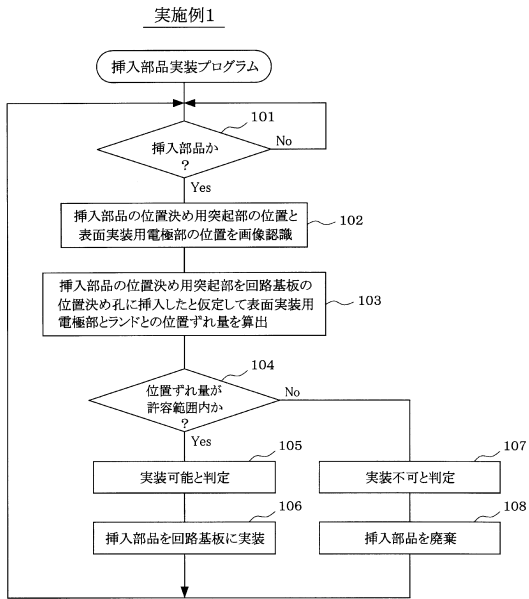 実施例1
挿入部品実装プログラム
101
挿入部品か
?
No
Yes
挿入部品の位置決め用突起部の位置と
表面実装用電極部の位置を画像認識
102
挿入部品の位置決め用突部を回路基板の
位置決め孔に挿入したと仮定して表面実装用
電極部とランドとの位置ずれ量を算出
103
104
位置ずれ量が
許容範囲内か
?
No
Yes
105
実装可能と判定
107
実装不可と判定
106
挿入部品を回路基板に実装
108
挿入部品を廃棄